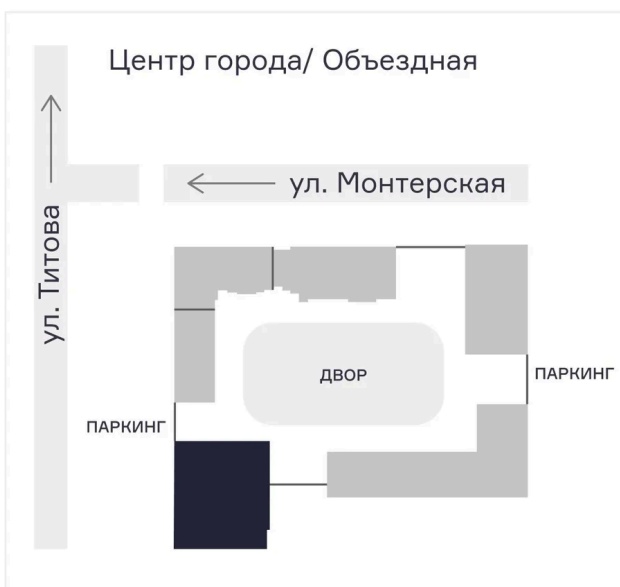 Центр города/ Объездная
ул. Монтерская
ул. Титова
ДВОР
ПАРКИНГ
ПАРКИНГ